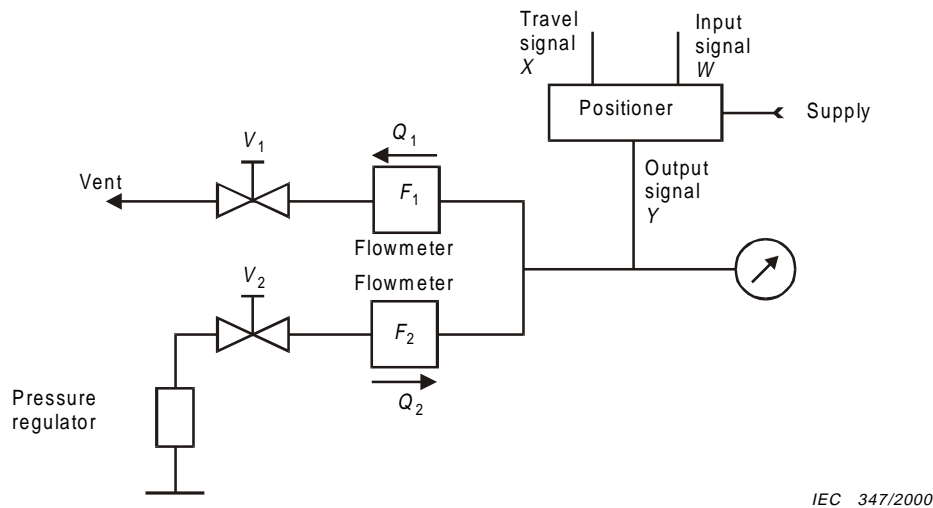 Travel
signal
X
Input
signal
W
Positioner
Supply
V1
Q1
Vent
F1
Output
signal
Y
Flowmeter
Flowmeter
V2
F2
Pressure
regulator
Q2
IEC 347/2000